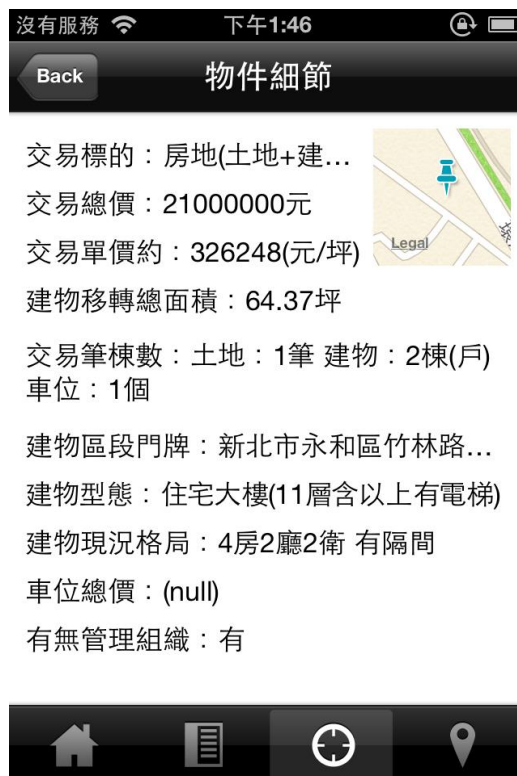 沒有服務 下午1:46
Back 物件細節
交易標的：房地(土地+建...
交易總價：21000000元
交易單價約：326248(元/坪)
Legal
建物移轉總面積：64.37坪
交易筆棟數：土地：1筆 建物：2棟(戶)
車位：1個
建物區段門牌：新北市永和區竹林路...
建物型態：住宅大樓(11層含以上有電梯)
建物現況格局：4房2廳2衛 有隔間
車位總價：(null)
有無管理組織：有